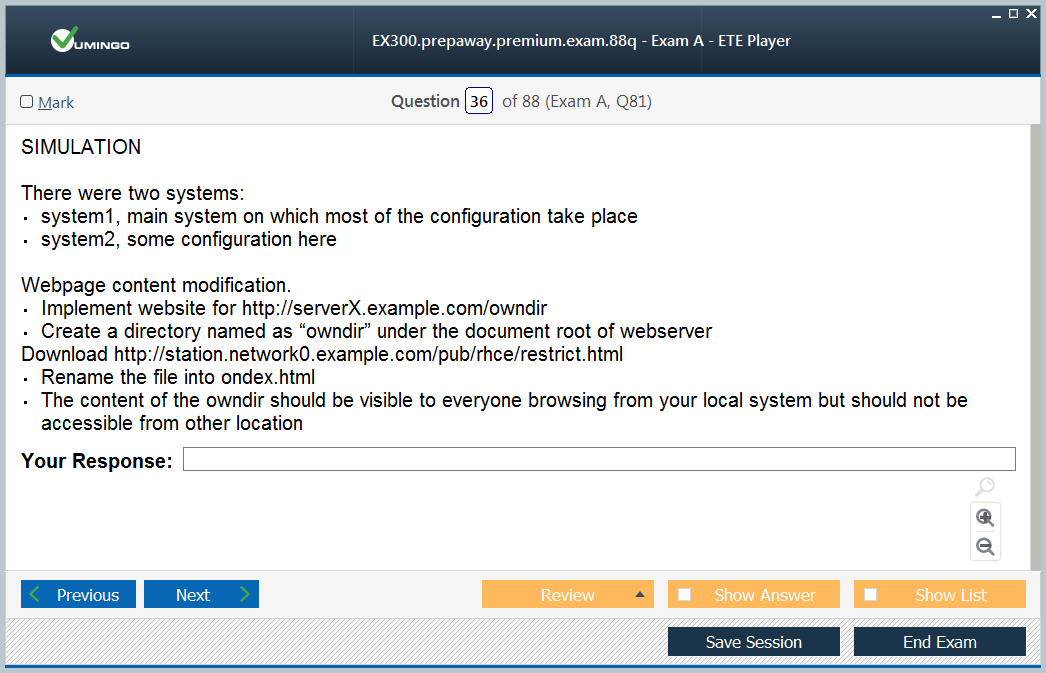 VUMINGO
EX300.prepaway.premium.exam.88q - Exam A - ETE Player
Mark
Question 36 of 88 (Exam A, Q81)
SIMULATION
There were two systems:
· system1, main system on which most of the configuration take place
· system2, some configuration here
Webpage content modification.
· Implement website for http://serverX.example.com/owndir
· Create a directory named as “owndir” under the document root of webserver
Download http://station.network0.example.com/pub/rhce/restrict.html
· Rename the file into ondex.html
· The content of the owndir should be visible to everyone browsing from your local system but should not be
accessible from other location
Your Response:
Previous
Next
Review
Show Answer
Show List
Save Session
End Exam